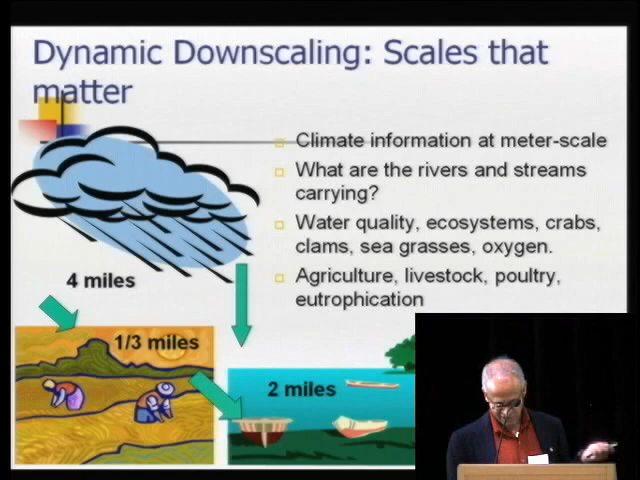 Dynamic Downscaling: Scales that
matter
Climate information at meter-scale
What are the rivers and streams
carrying?
Water quality, ecosystems, crabs,
clams, sea grasses, oxygen.
Agriculture, livestock, poultry,
eutrophication
4 miles
1/3 miles
2 miles